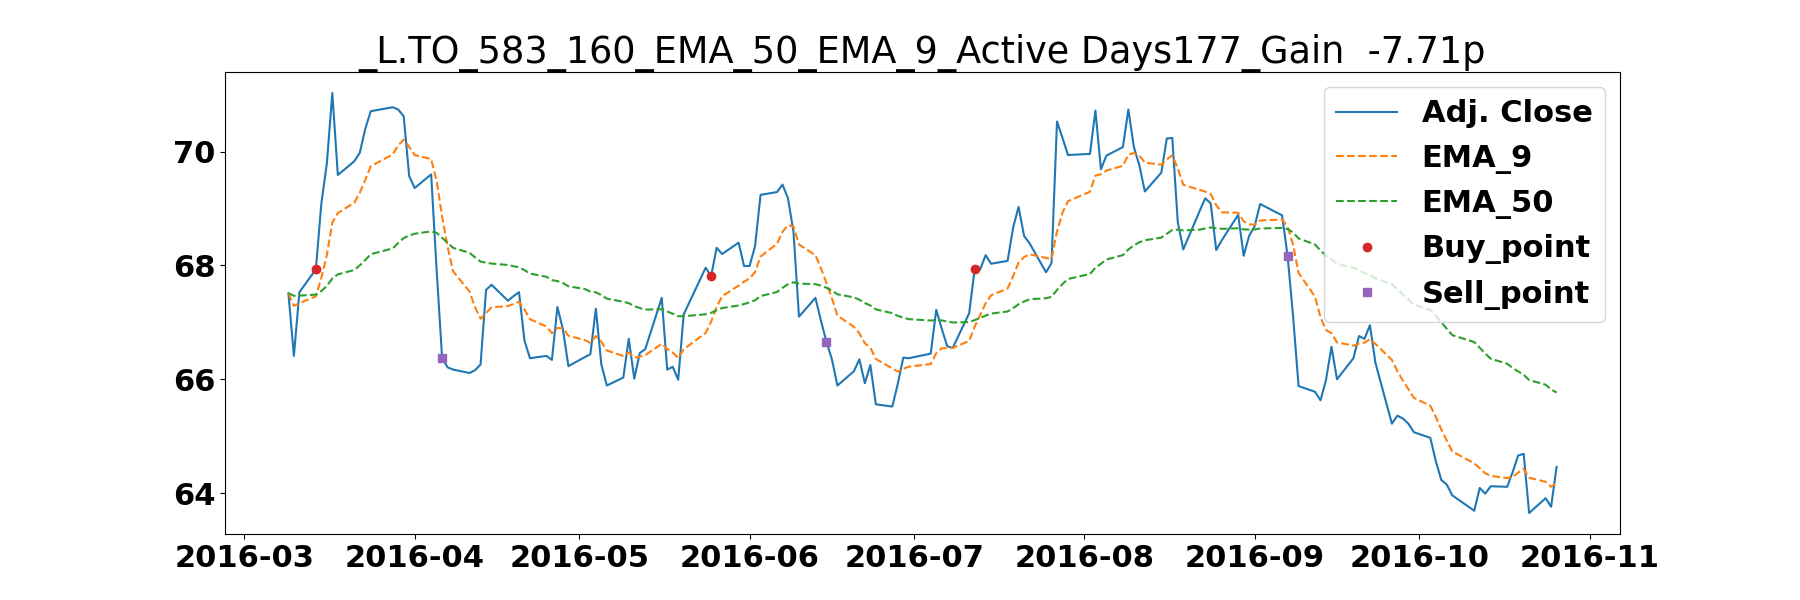 _L.TO_583_160_EMA_50_EMA_9_Active Days177_Gain  -7.71p
Adj. Close
EMA_9
EMA_50
Buy_point
Sell_point
70
68
66
64
2016-03 2016-04 2016-05 2016-06 2016-07 2016-08 2016-09 2016-10 2016-11